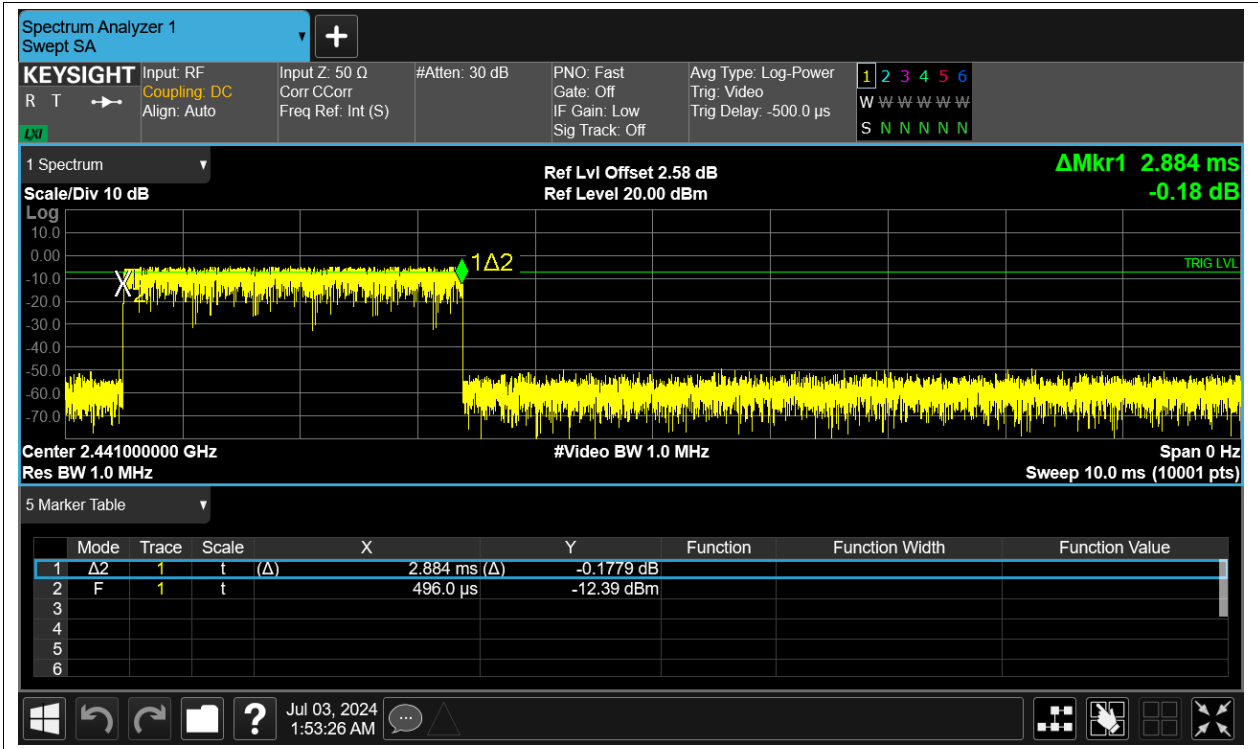 Spectrum Analyzer 1
Swept SA
KEYSIGHT
R T
LXI
Input: RF
Coupling: DC
Align: Auto
Input Z: 50 Ω
Corr CCorr
Freq Ref: Int (S)
#Atten: 30 dB
PNO: Fast
Gate: Off
IF Gain: Low
Sig Track: Off
Avg Type: Log-Power
Trig: Video
Trig Delay: -500.0 µs
1 2 3 4 5 6
W W W W W W
S N N N N N
1 Spectrum
Scale/Div 10 dB
Ref Lvl Offset 2.58 dB
Ref Level 20.00 dBm
ΔMkr1 2.884 ms
-0.18 dB
Log
10.0
0.00
-10.0
-20.0
-30.0
-40.0
-50.0
-60.0
-70.0
X2
1Δ2
TRIG LVL
Center 2.441000000 GHz
#Video BW 1.0 MHz
Span 0 Hz
Res BW 1.0 MHz
Sweep 10.0 ms (10001 pts)
5 Marker Table
Mode Trace Scale X Y Function Function Width Function Value
1 Δ2 1 t (Δ) 2.884 ms (Δ) -0.1779 dB
2 F 1 t 496.0 µs -12.39 dBm
3
4
5
6
?
Jul 03, 2024
1:53:26 AM